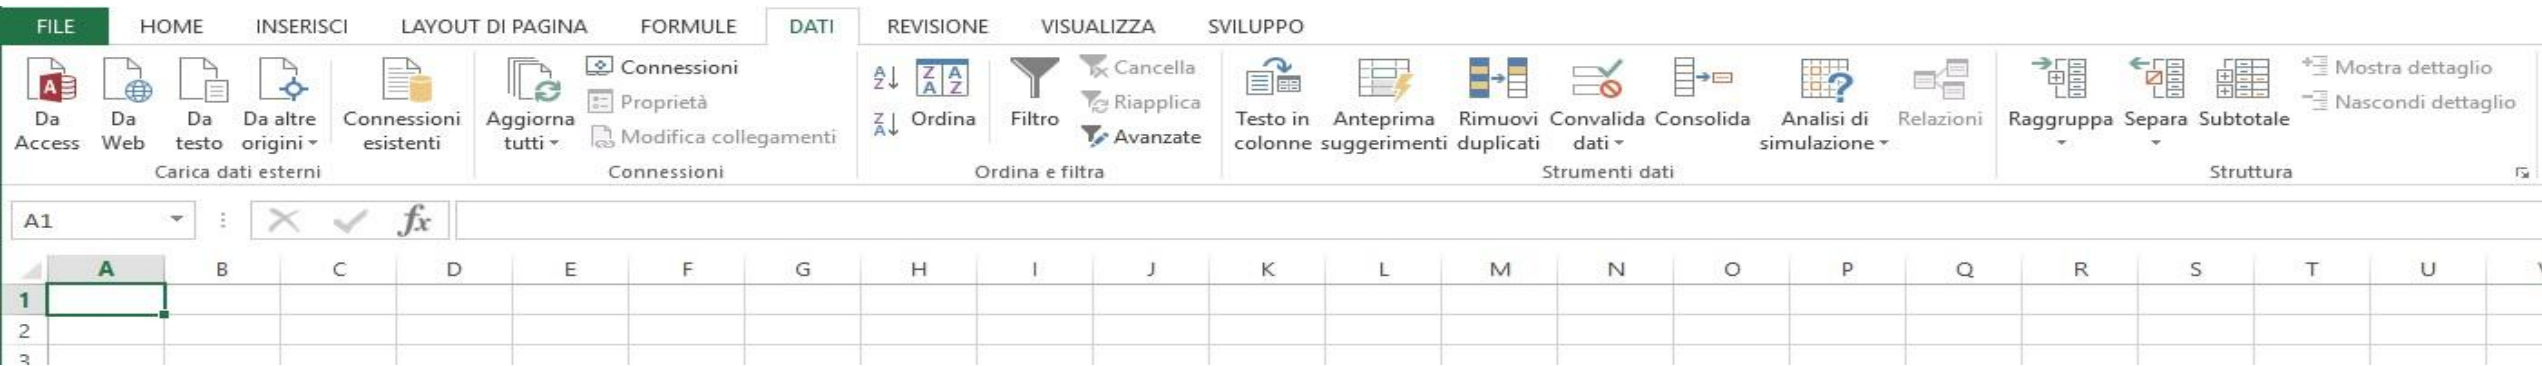 FILE HOME INSERISCI LAYOUT DI PAGINA FORMULE DATI REVISIONE VISUALIZZA SVILUPPO
Da Access
Da Web
Da testo
Da altre origini
Connessioni esistenti
Carica dati esterni
Aggiorna tutti
Connessioni
Proprietà
Modifica collegamenti
Connessioni
Ordina
Filtro
Cancella
Riapplica
Avanzate
Ordina e filtra
Testo in colonne
Anteprima suggerimenti
Rimuovi duplicati
Convalida dati
Consolida
Analisi di simulazione
Relazioni
Strumenti dati
Raggruppa
Separa
Subtotale
Mostra dettaglio
Nascondi dettaglio
Struttura
A1 fx
A B C D E F G H I J K L M N O P Q R S T U
1
2
3